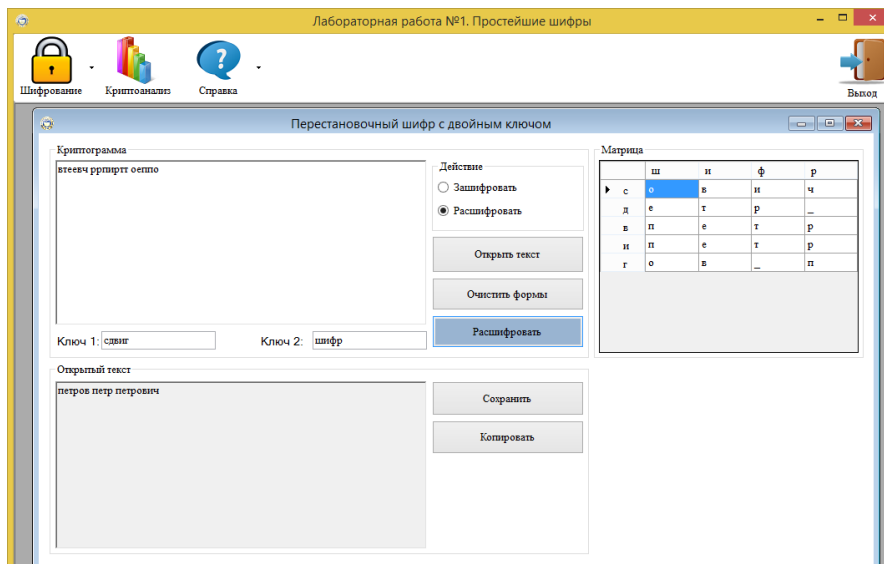 Лабораторная работа №1. Простейшие шифры
Шифрование Криптоанализ Справка Выход
Перестановочный шифр с двойным ключом
Криптограмма
втеевч ррпиртт оеппо
Действие
Зашифровать
Расшифровать
Открыть текст
Очистить формы
Расшифровать
Ключ 1: сдвиг Ключ 2: шифр
Матрица
ш и ф р
с о в и ч
д е т р _
в п е т р
и п е т р
г о в _ п
Открытый текст
петров петр петрович
Сохранить
Копировать